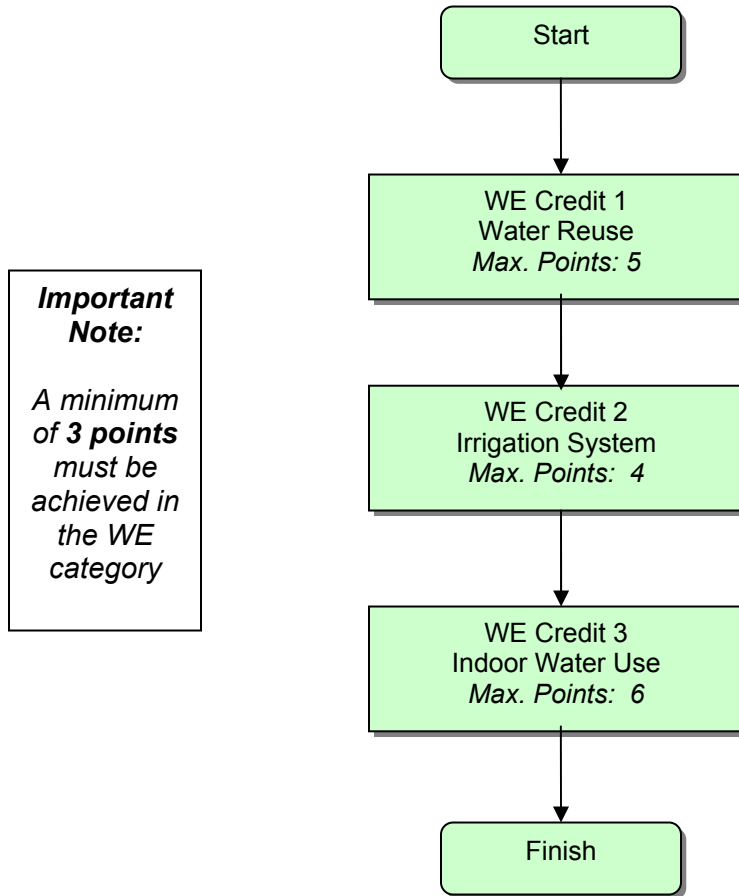 Start
WE Credit 1
Water Reuse
Max. Points: 5
Important
Note:
A minimum
of 3 points
must be
achieved in
the WE
category
WE Credit 2
Irrigation System
Max. Points:  4
WE Credit 3
Indoor Water Use
Max. Points:  6
Finish